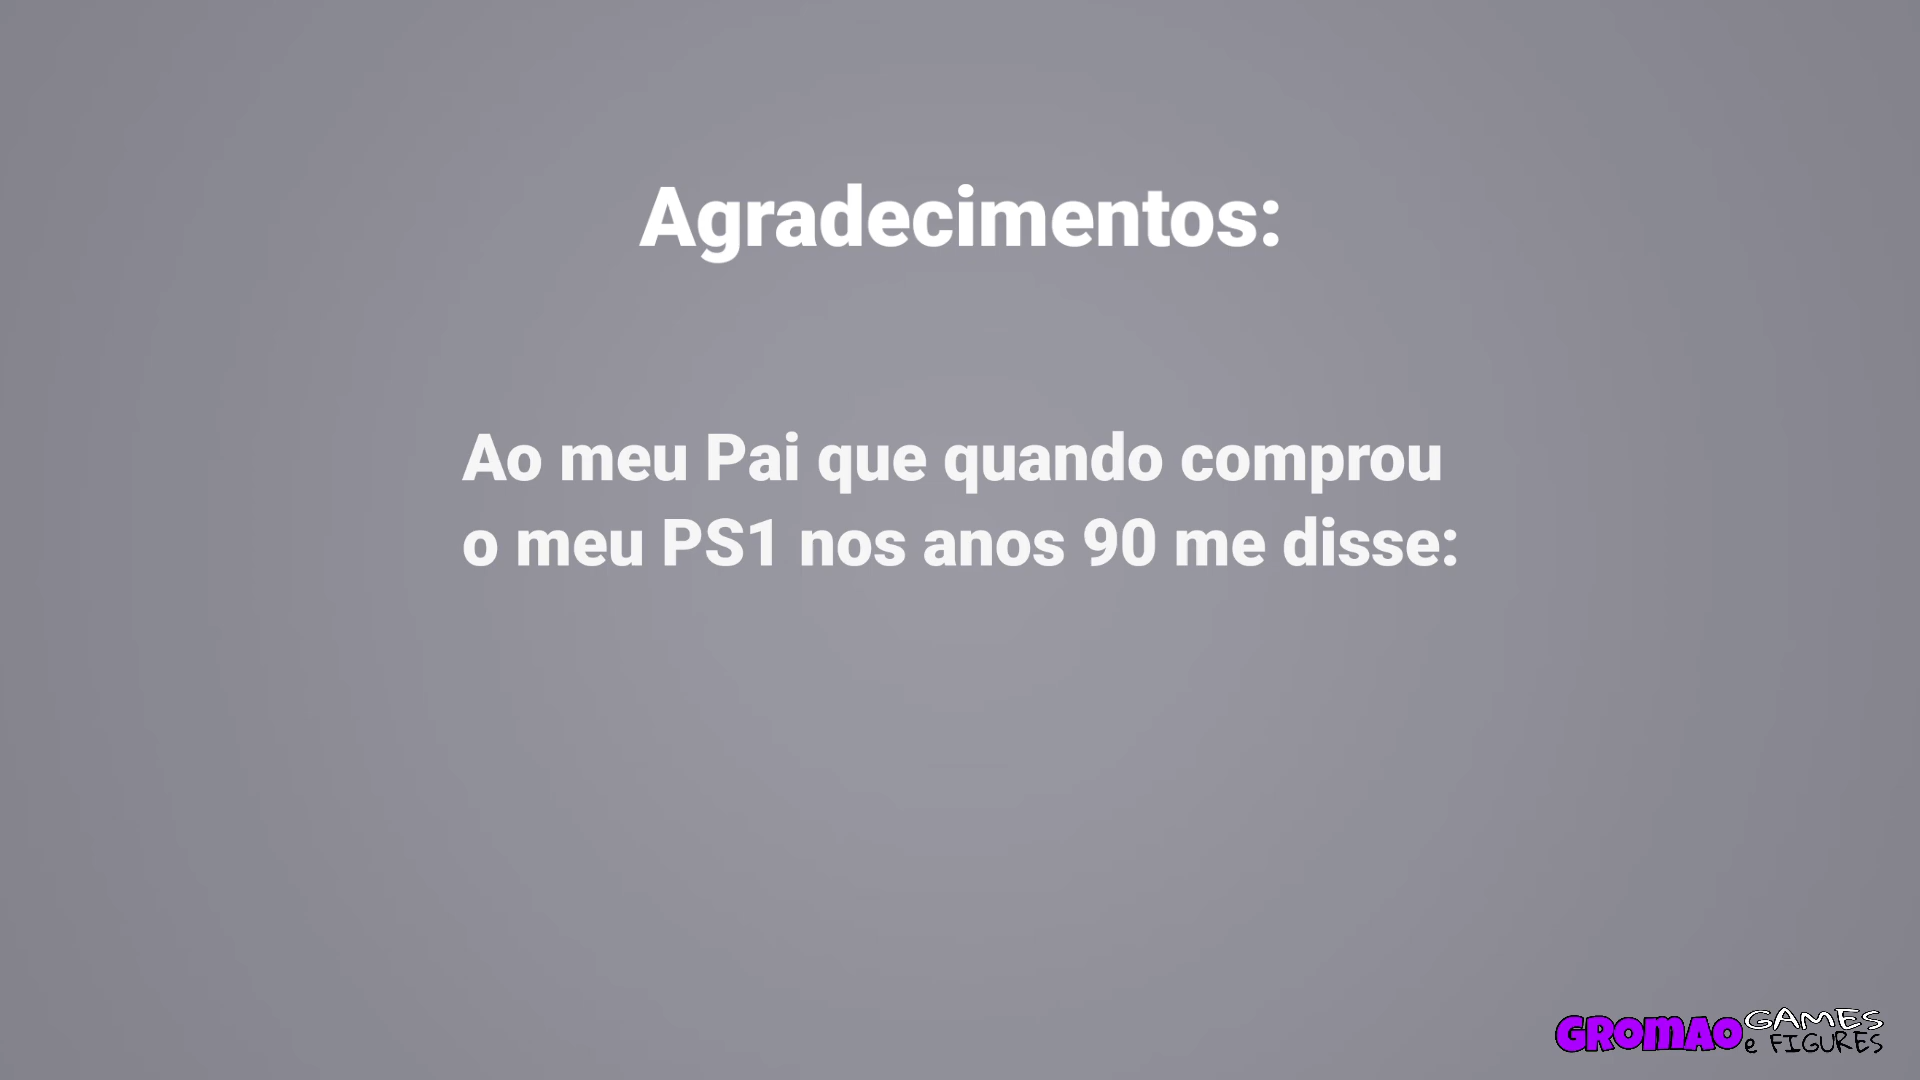 Agradecimentos:
Ao meu Pai que quando comprou
o meu PS1 nos anos 90 me disse:
GROMAO GAMES
e FIGURES